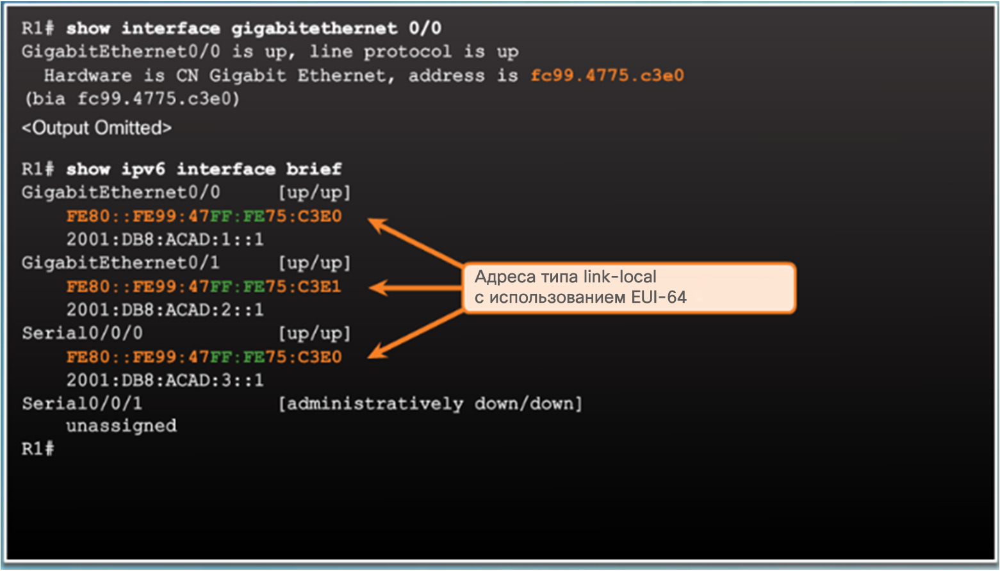 R1# show interface gigabitethernet 0/0
GigabitEthernet0/0 is up, line protocol is up
Hardware is CN Gigabit Ethernet, address is fc99.4775.c3e0
(bia fc99.4775.c3e0)
<Output Omitted>
R1# show ipv6 interface brief
GigabitEthernet0/0 [up/up]
FE80::FE99:47FF:FE75:C3E0
2001:DB8:ACAD:1::1
GigabitEthernet0/1 [up/up]
FE80::FE99:47FF:FE75:C3E1
2001:DB8:ACAD:2::1
Serial0/0/0 [up/up]
FE80::FE99:47FF:FE75:C3E0
2001:DB8:ACAD:3::1
Serial0/0/1 [administratively down/down]
unassigned
R1#
Адреса типа link-local
с использованием EUI-64